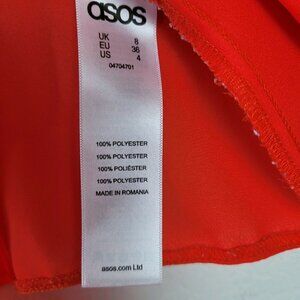 asos
UK 8
EU 36
US 4
04704701
100% POLYESTER
100% POLYESTER
100% POLIÉSTER
100% POLYESTER
MADE IN ROMANIA
asos.com Ltd